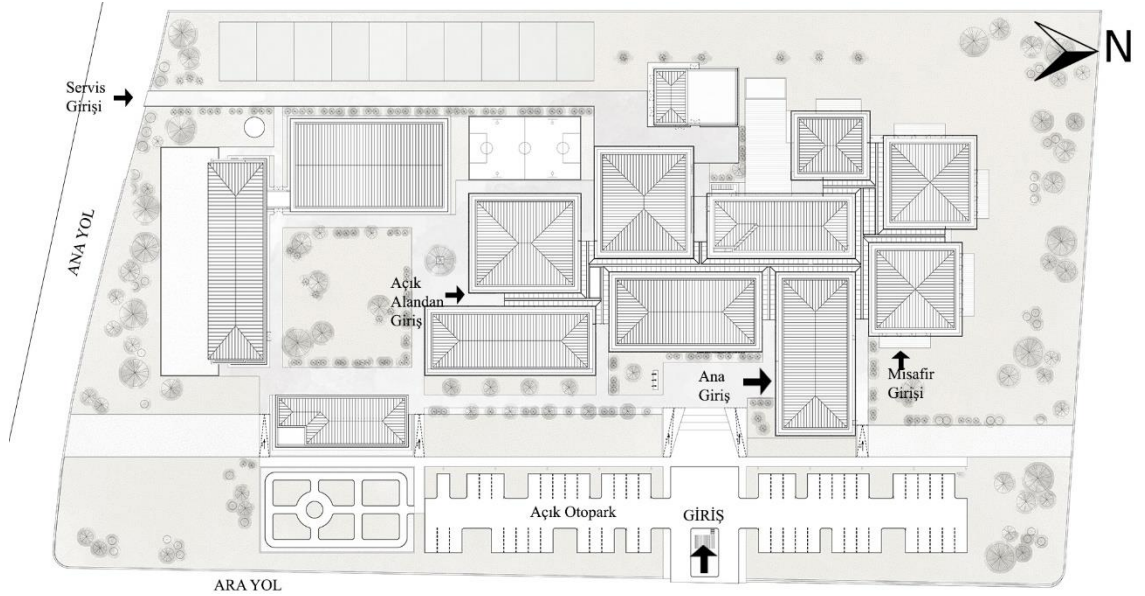 N
Servis
Girişi
ANA YOL
Açık
Alandan
Giriş
Ana
Giriş
Misafir
Girişi
Açık Otopark
GİRİŞ
ARA YOL